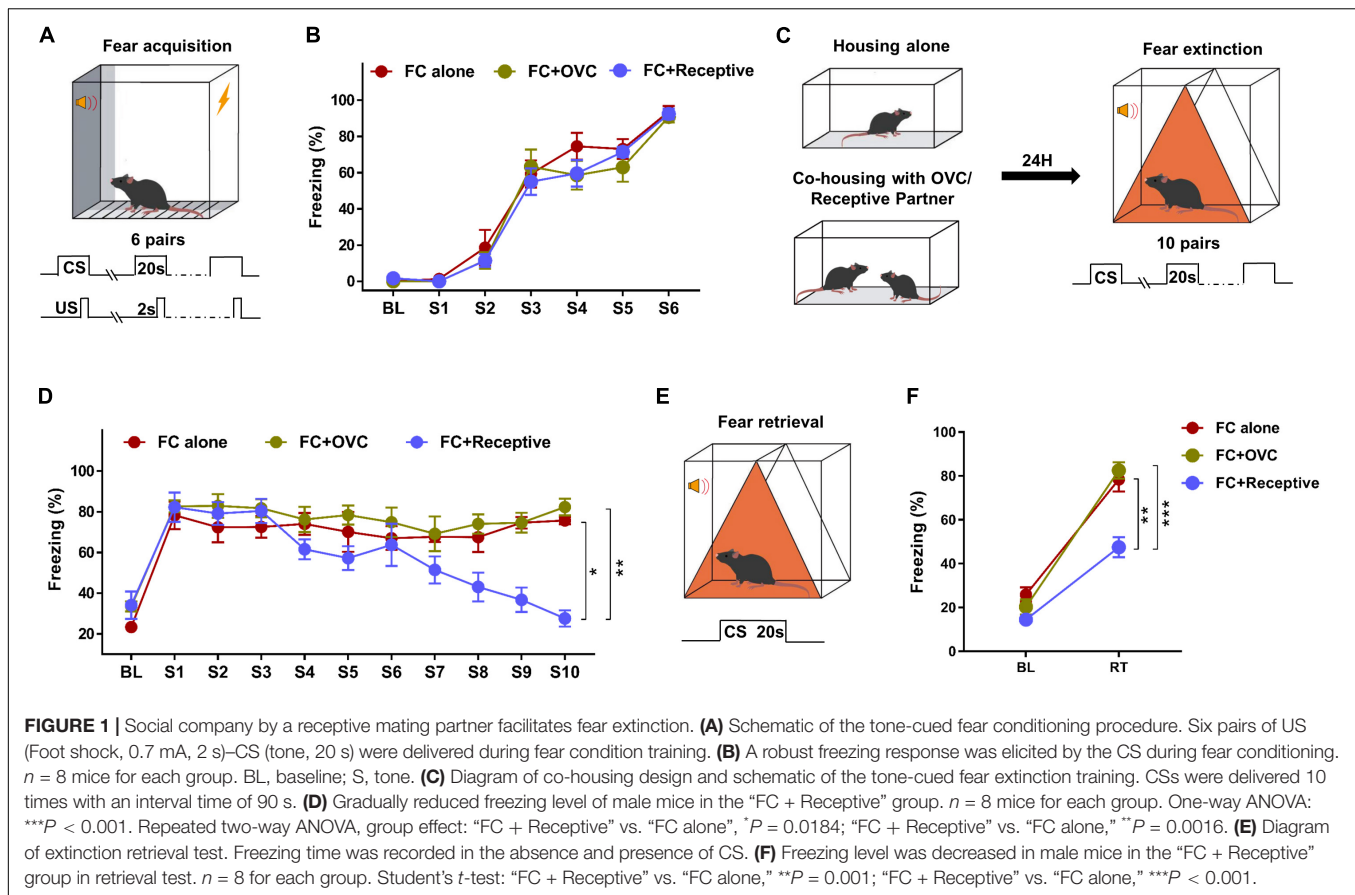 A
Fear acquisition
6 pairs
CS
20s
US
2s
B
FC alone
FC+OVC
FC+Receptive
Freezing (%)
100
80
60
40
20
0
BL S1 S2 S3 S4 S5 S6
C
Housing alone
Co-housing with OVC/
Receptive Partner
24H
Fear extinction
10 pairs
CS
20s
D
FC alone
FC+OVC
FC+Receptive
Freezing (%)
100
80
60
40
20
BL S1 S2 S3 S4 S5 S6 S7 S8 S9 S10
*
**
E
Fear retrieval
CS 20s
F
FC alone
FC+OVC
FC+Receptive
Freezing (%)
100
80
60
40
20
0
BL RT
**
***
FIGURE 1 | Social company by a receptive mating partner facilitates fear extinction. (A) Schematic of the tone-cued fear conditioning procedure. Six pairs of US
(Foot shock, 0.7 mA, 2 s)–CS (tone, 20 s) were delivered during fear condition training. (B) A robust freezing response was elicited by the CS during fear conditioning.
n = 8 mice for each group. BL, baseline; S, tone. (C) Diagram of co-housing design and schematic of the tone-cued fear extinction training. CSs were delivered 10
times with an interval time of 90 s. (D) Gradually reduced freezing level of male mice in the “FC + Receptive” group. n = 8 mice for each group. One-way ANOVA:
***P < 0.001. Repeated two-way ANOVA, group effect: “FC + Receptive” vs. “FC alone”, *P = 0.0184; “FC + Receptive” vs. “FC alone,” **P = 0.0016. (E) Diagram
of extinction retrieval test. Freezing time was recorded in the absence and presence of CS. (F) Freezing level was decreased in male mice in the “FC + Receptive”
group in retrieval test. n = 8 for each group. Student’s t-test: “FC + Receptive” vs. “FC alone,” **P = 0.001; “FC + Receptive” vs. “FC alone,” ***P < 0.001.